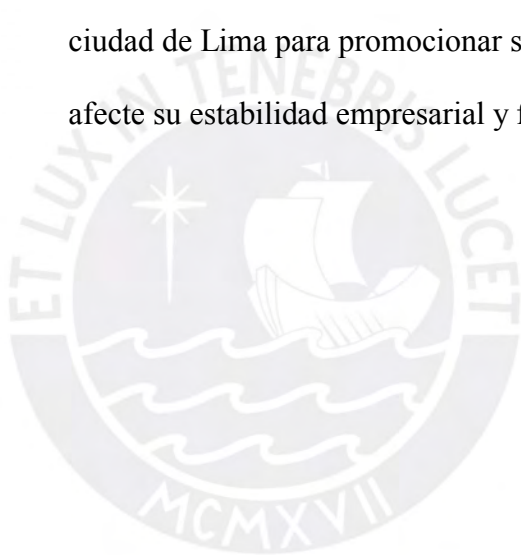 ciudad de Lima para promocionar s
afecte su estabilidad empresarial y f
ET LUX IN TENEBRIS LUCET
MCMXVII